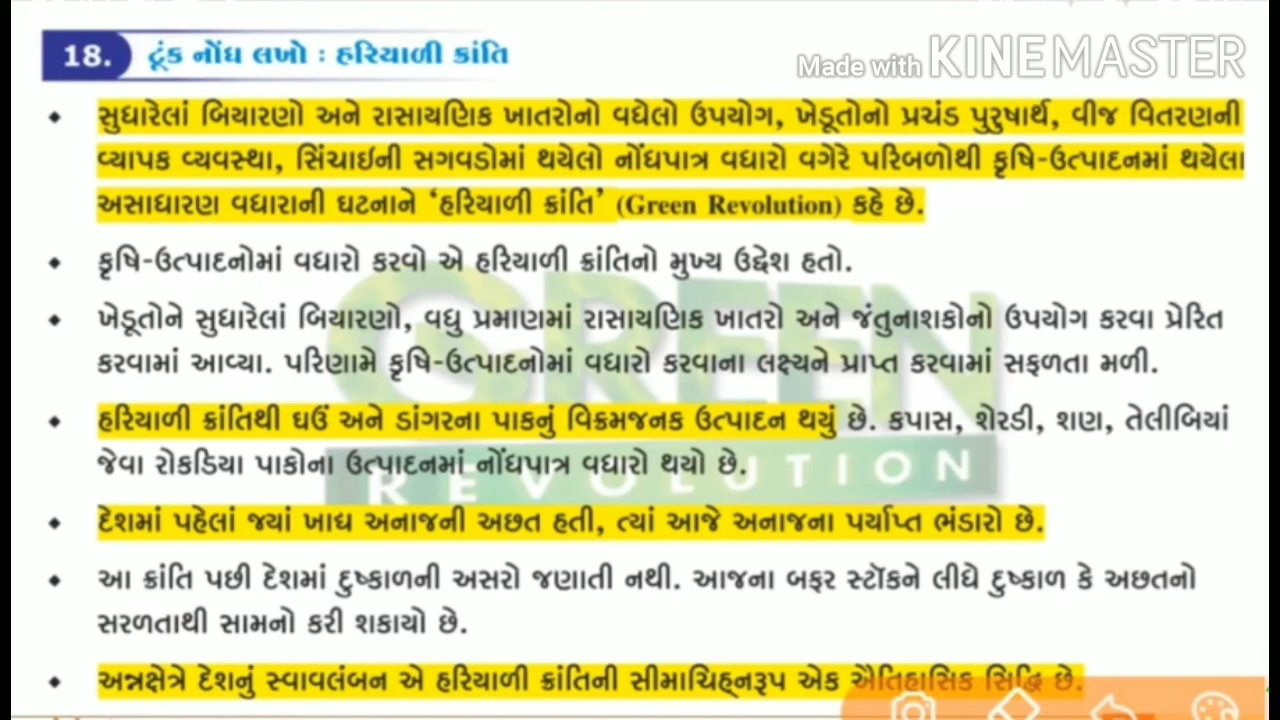 Made with KINEMASTER
18. ટૂંક નોંધ લખો : હરિયાળી ક્રાંતિ
• સુધારેલાં બિયારણો અને રાસાયણિક ખાતરોનો વધેલો ઉપયોગ, ખેડૂતોનો પ્રચંડ પુરુષાર્થ, વીજ વિતરણની
વ્યાપક વ્યવસ્થા, સિંચાઇની સગવડોમાં થયેલો નોંધપાત્ર વધારો વગેરે પરિબળોથી કૃષિ-ઉત્પાદનમાં થયેલા
અસાધારણ વધારાની ઘટનાને ‘હરિયાળી ક્રાંતિ’ (Green Revolution) કહે છે.
• કૃષિ-ઉત્પાદનોમાં વધારો કરવો એ હરિયાળી ક્રાંતિનો મુખ્ય ઉદ્દેશ હતો.
• ખેડૂતોને સુધારેલાં બિયારણો, વધુ પ્રમાણમાં રાસાયણિક ખાતરો અને જંતુનાશકોનો ઉપયોગ કરવા પ્રેરિત
કરવામાં આવ્યા. પરિણામે કૃષિ-ઉત્પાદનોમાં વધારો કરવાના લક્ષ્યને પ્રાપ્ત કરવામાં સફળતા મળી.
• હરિયાળી ક્રાંતિથી ઘઉં અને ડાંગરના પાકનું વિક્રમજનક ઉત્પાદન થયું છે. કપાસ, શેરડી, શણ, તેલીબિયાં
જેવા રોકડિયા પાકોના ઉત્પાદનમાં નોંધપાત્ર વધારો થયો છે.
• દેશમાં પહેલાં જ્યાં ખાદ્ય અનાજની અછત હતી, ત્યાં આજે અનાજના પર્યાપ્ત ભંડારો છે.
• આ ક્રાંતિ પછી દેશમાં દુષ્કાળની અસરો જણાતી નથી. આજના બફર સ્ટૉકને લીધે દુષ્કાળ કે અછતનો
સરળતાથી સામનો કરી શકાયો છે.
• અન્નક્ષેત્રે દેશનું સ્વાવલંબન એ હરિયાળી ક્રાંતિની સીમાચિહ્નરૂપ એક ઐતિહાસિક સિદ્ધિ છે.
GREEN
REVOLUTION